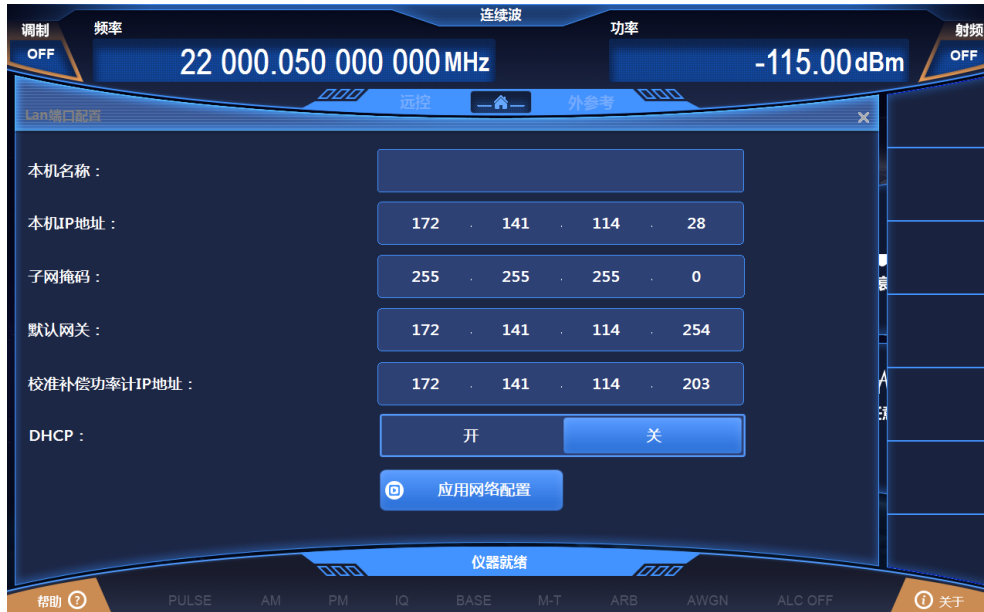 连续波
调制 频率 功率 射频
OFF 22 000.050 000 000 MHz -115.00 dBm OFF
遥控 外参考
Lan端口配置
本机名称：
本机IP地址： 172 . 141 . 114 . 28
子网掩码： 255 . 255 . 255 . 0
默认网关： 172 . 141 . 114 . 254
校准补偿功率计IP地址： 172 . 141 . 114 . 203
DHCP： 开 关
应用网络配置
仪器就绪
帮助 PULSE AM PM IQ BASE M-T ARB AWGN ALC OFF 关于